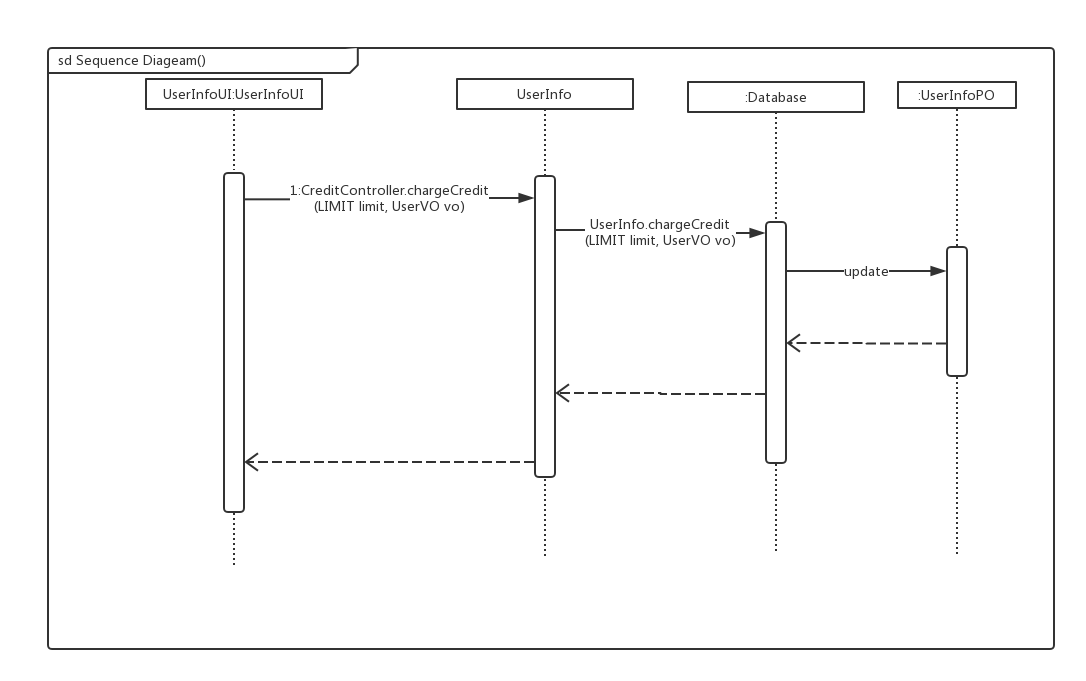 sd Sequence Diageam()
UserInfoUI:UserInfoUI
UserInfo
:Database
:UserInfoPO
1:CreditController.chargeCredit
(LIMIT limit, UserVO vo)
UserInfo.chargeCredit
(LIMIT limit, UserVO vo)
update